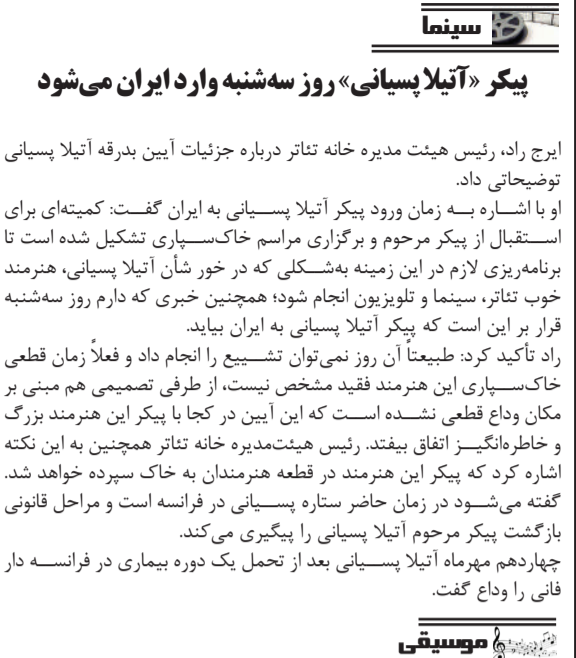 سینما
پیکر «آتیلا پسیانی» روز سه‌شنبه وارد ایران می‌شود
ایرج راد، رئیس هیئت مدیره خانه تئاتر درباره جزئیات آیین بدرقه آتیلا پسیانی
توضیحاتی داد.
او با اشاره به زمان ورود پیکر آتیلا پسیانی به ایران گفت: کمیته‌ای برای
استقبال از پیکر مرحوم و برگزاری مراسم خاک‌سپاری تشکیل شده است تا
برنامه‌ریزی لازم در این زمینه به‌شکلی که در خور شأن آتیلا پسیانی، هنرمند
خوب تئاتر، سینما و تلویزیون انجام شود؛ همچنین خبری که دارم روز سه‌شنبه
قرار بر این است که پیکر آتیلا پسیانی به ایران بیاید.
راد تأکید کرد: طبیعتاً آن روز نمی‌توان تشییع را انجام داد و فعلاً زمان قطعی
خاک‌سپاری این هنرمند فقید مشخص نیست، از طرفی تصمیمی هم مبنی بر
مکان وداع قطعی نشده است که این آیین در کجا با پیکر این هنرمند بزرگ
و خاطره‌انگیز اتفاق بیفتد. رئیس هیئت‌مدیره خانه تئاتر همچنین به این نکته
اشاره کرد که پیکر این هنرمند در قطعه هنرمندان به خاک سپرده خواهد شد.
گفته می‌شود در زمان حاضر ستاره پسیانی در فرانسه است و مراحل قانونی
بازگشت پیکر مرحوم آتیلا پسیانی را پیگیری می‌کند.
چهاردهم مهرماه آتیلا پسیانی بعد از تحمل یک دوره بیماری در فرانسه دار
فانی را وداع گفت.
موسیقی